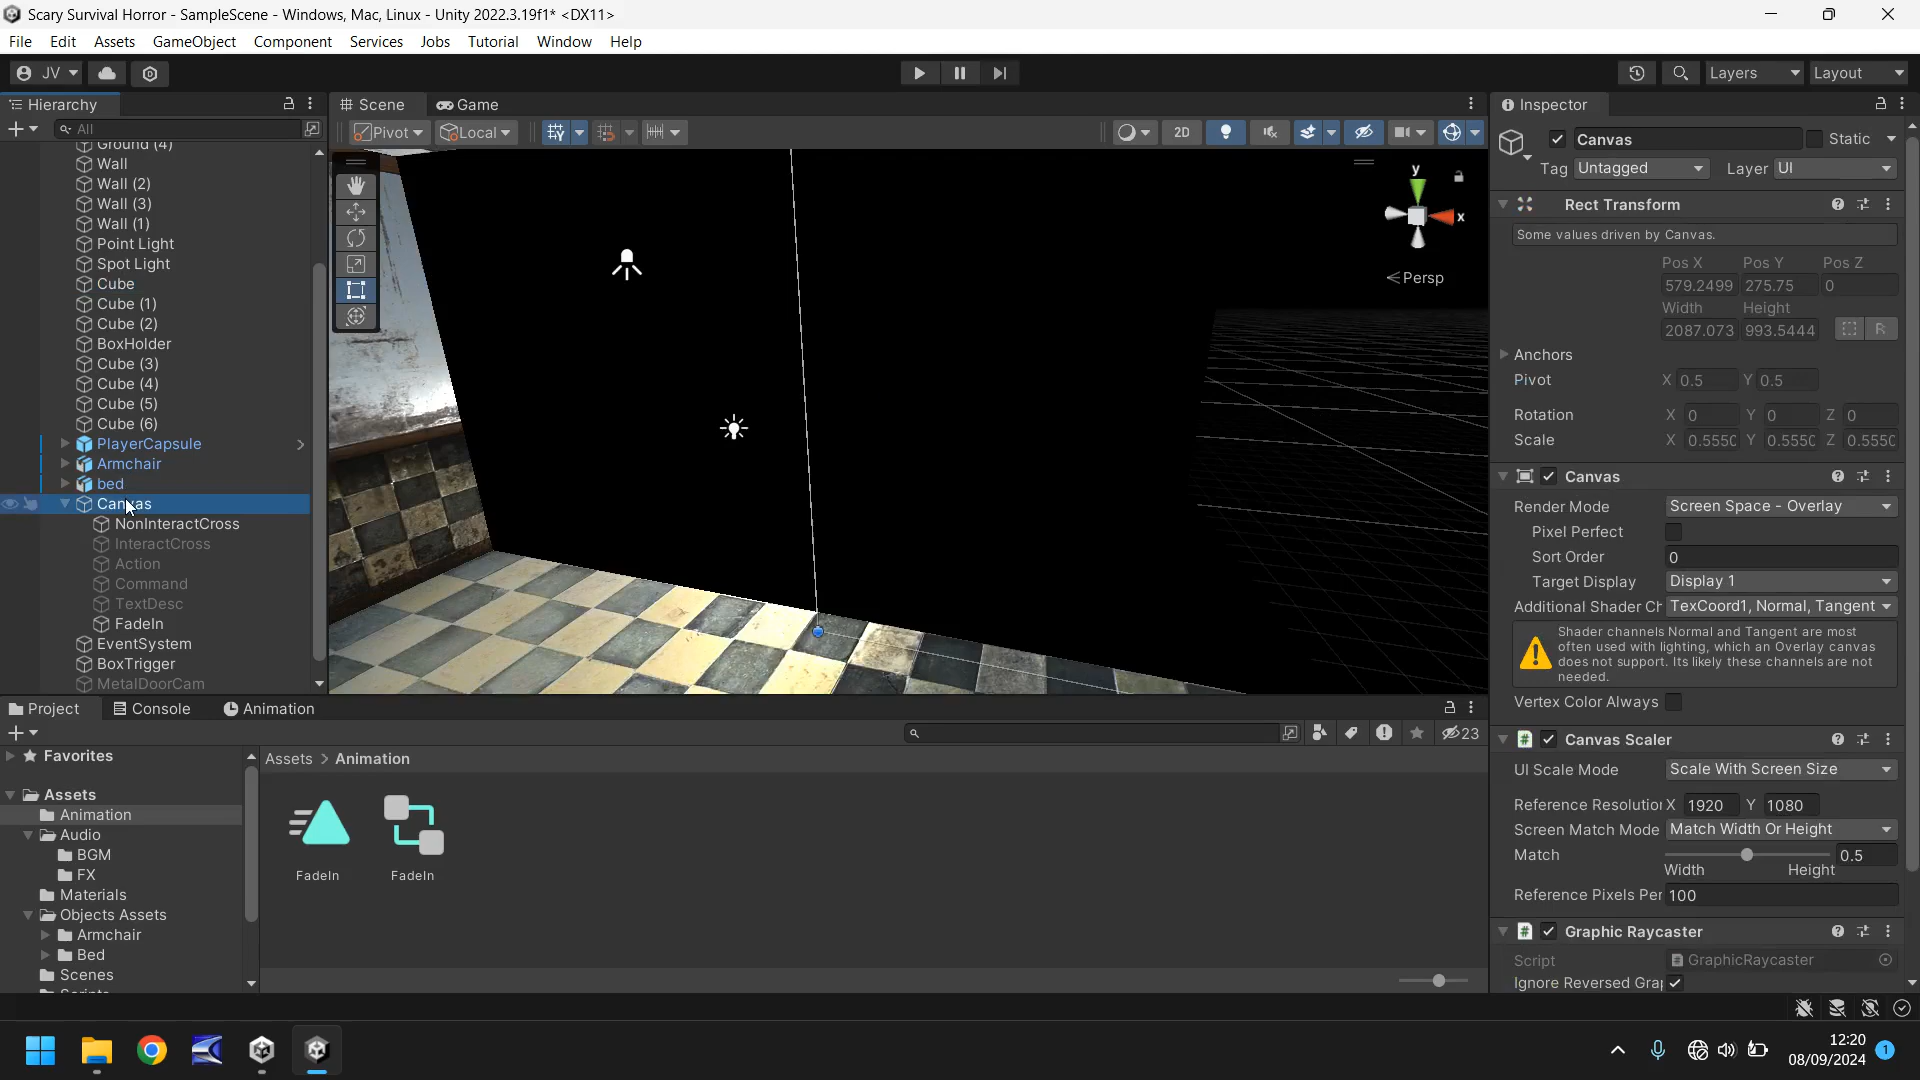 Scary Survival Horror - SampleScene - Windows, Mac, Linux - Unity 2022.3.19f1* <DX11>
File Edit Assets GameObject Component Services Jobs Tutorial Window Help
JV Layers Layout
Hierarchy
All
Ground (4)
Wall
Wall (2)
Wall (3)
Wall (1)
Point Light
Spot Light
Cube
Cube (1)
Cube (2)
BoxHolder
Cube (3)
Cube (4)
Cube (5)
Cube (6)
PlayerCapsule
Armchair
bed
Canvas
NonInteractCross
InteractCross
Action
Command
TextDesc
FadeIn
EventSystem
BoxTrigger
MetalDoorCam
Scene Game
Pivot Local 2D
y
x
Persp
Inspector
Canvas Static
Tag Untagged Layer UI
Rect Transform
Some values driven by Canvas.
Pos X Pos Y Pos Z
579.2499 275.75 0
Width Height
2087.073 993.5444 R
Anchors
Pivot X 0.5 Y 0.5
Rotation X 0 Y 0 Z 0
Scale X 0.555C Y 0.555C Z 0.555C
Canvas
Render Mode Screen Space - Overlay
Pixel Perfect
Sort Order 0
Target Display Display 1
Additional Shader Ch TexCoord1, Normal, Tangent
Shader channels Normal and Tangent are most
often used with lighting, which an Overlay canvas
does not support. Its likely these channels are not
needed.
Vertex Color Always
Canvas Scaler
UI Scale Mode Scale With Screen Size
Reference Resolution X 1920 Y 1080
Screen Match Mode Match Width Or Height
Match 0.5
Width Height
Reference Pixels Per 100
Graphic Raycaster
Script GraphicRaycaster
Ignore Reversed Grap
Project Console Animation
23
Favorites
Assets
Animation
Audio
BGM
FX
Materials
Objects Assets
Armchair
Bed
Scenes
Assets > Animation
FadeIn FadeIn
12:20
08/09/2024
1